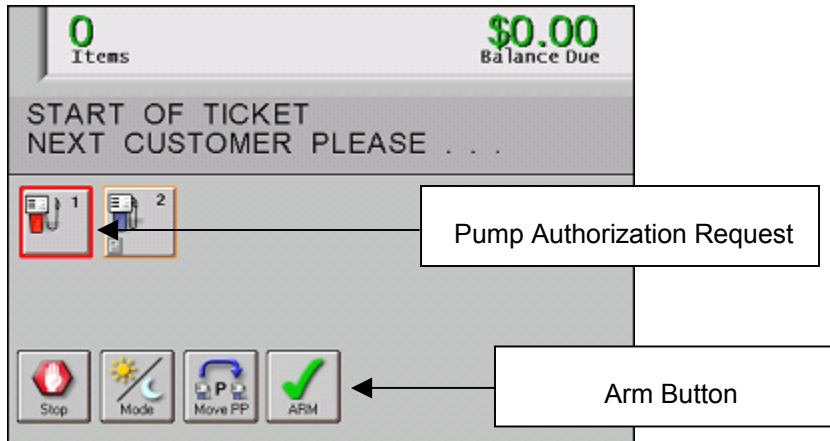 0
Items
$0.00
Balance Due
START OF TICKET
NEXT CUSTOMER PLEASE . . .
1
2
Pump Authorization Request
Stop
Mode
P
Move PP
ARM
Arm Button